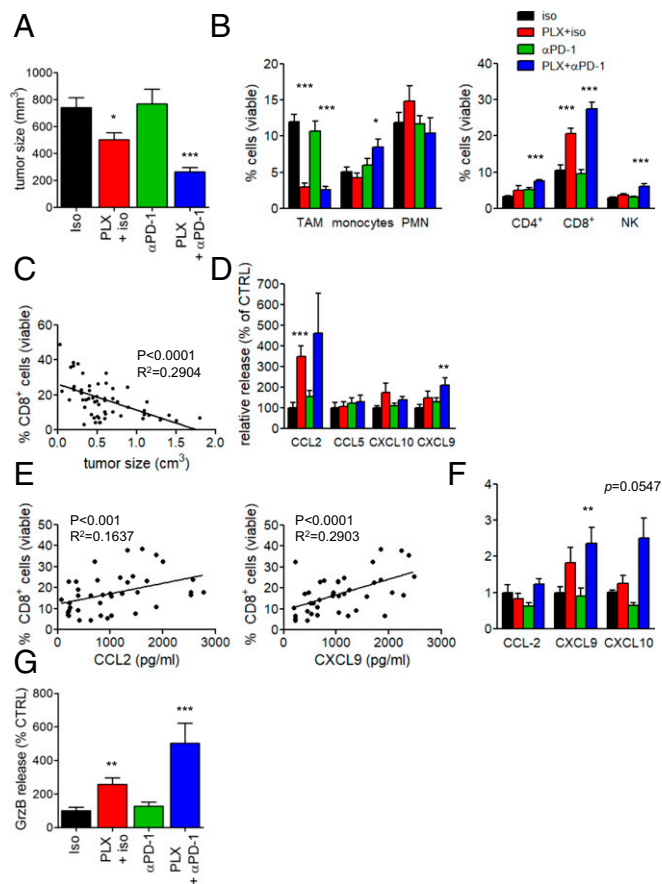 A
tumor size (mm³)
1000
800
600
400
200
0
*
***
Iso
PLX + iso
αPD-1
PLX + αPD-1
B
iso
PLX+iso
αPD-1
PLX+αPD-1
% cells (viable)
20
15
10
5
0
***
***
*
TAM
monocytes
PMN
% cells (viable)
40
30
20
10
0
***
***
***
***
CD4⁺
CD8⁺
NK
C
% CD8⁺ cells (viable)
60
40
20
0
P<0.0001
R²=0.2904
0.0
0.5
1.0
1.5
2.0
tumor size (cm³)
D
relative release (% of CTRL)
700
600
500
400
300
200
100
0
***
**
CCL2
CCL5
CXCL10
CXCL9
E
% CD8⁺ cells (viable)
50
40
30
20
10
0
P<0.001
R²=0.1637
0
1000
2000
3000
CCL2 (pg/ml)
% CD8⁺ cells (viable)
50
40
30
20
10
0
P<0.0001
R²=0.2903
0
1000
2000
3000
CXCL9 (pg/ml)
F
p=0.0547
4
2
1
0
**
CCL-2
CXCL9
CXCL10
G
GrzB release (% CTRL)
800
600
400
200
0
**
***
Iso
PLX + iso
αPD-1
PLX + αPD-1